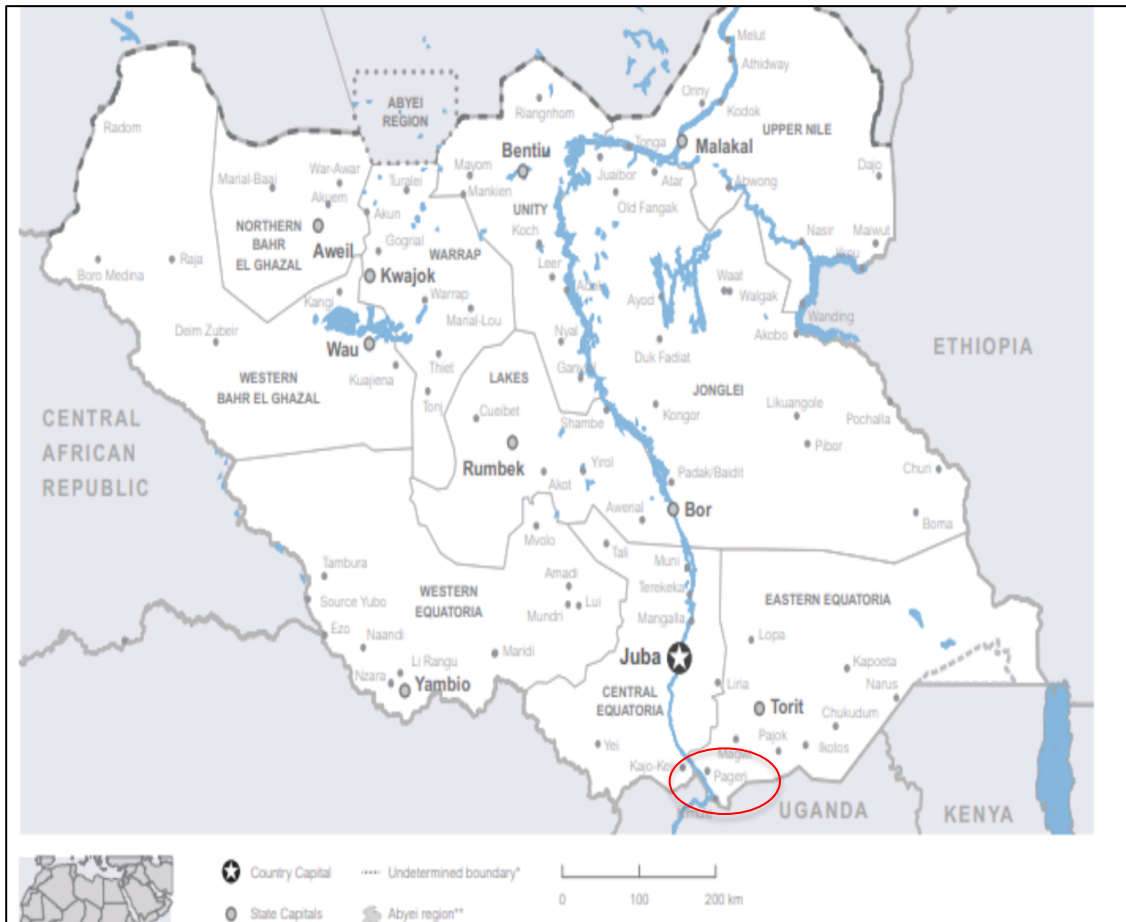 Melut
Athidway
Oriny
Kodok
Riangnhom
ABYEI
REGION
UPPER NILE
Radom
Malakal
Tonga
Bentiu
War-Awar
Mayom
Juaibor
Atar
Dajo
Marial-Baai
Turalei
Abwong
Akuem
Mankien
Old Fangak
Akun
UNITY
NORTHERN
BAHR
EL GHAZAL
Aweil
Koch
Nasir
Maiwut
Gogrial
WARRAP
Jikou
Boro Medina
Raja
Kwajok
Leer
Adok
Waat
Walgak
Ayod
Kangi
Warrap
Wanding
Marial-Lou
Deim Zubeir
Akobo
Wau
Nyal
Duk Fadiat
ETHIOPIA
Thiet
Ganyiel
Kuajiena
LAKES
WESTERN
BAHR EL GHAZAL
JONGLEI
Tonj
Cueibet
Shambe
Kongor
Likuangole
Pochalla
CENTRAL
AFRICAN
REPUBLIC
Pibor
Rumbek
Yirol
Akot
Padak/Baidit
Churi
Awerial
Bor
Boma
Mvolo
Tali
Muni
Tambura
Amadi
WESTERN
EQUATORIA
Terekeka
EASTERN EQUATORIA
Source Yubo
Lui
Mundri
Mangalla
Ezo
Naandi
Lopa
Maridi
Juba
Li Rangu
Kapoeta
Nzara
Yambio
CENTRAL
EQUATORIA
Liria
Narus
Torit
Chukudum
Yei
Pajok
Ikotos
Magwi
Kajo-Keji
Pageri
Nimule
UGANDA
KENYA
Country Capital
Undetermined boundary*
0 100 200 km
State Capitals
Abyei region**